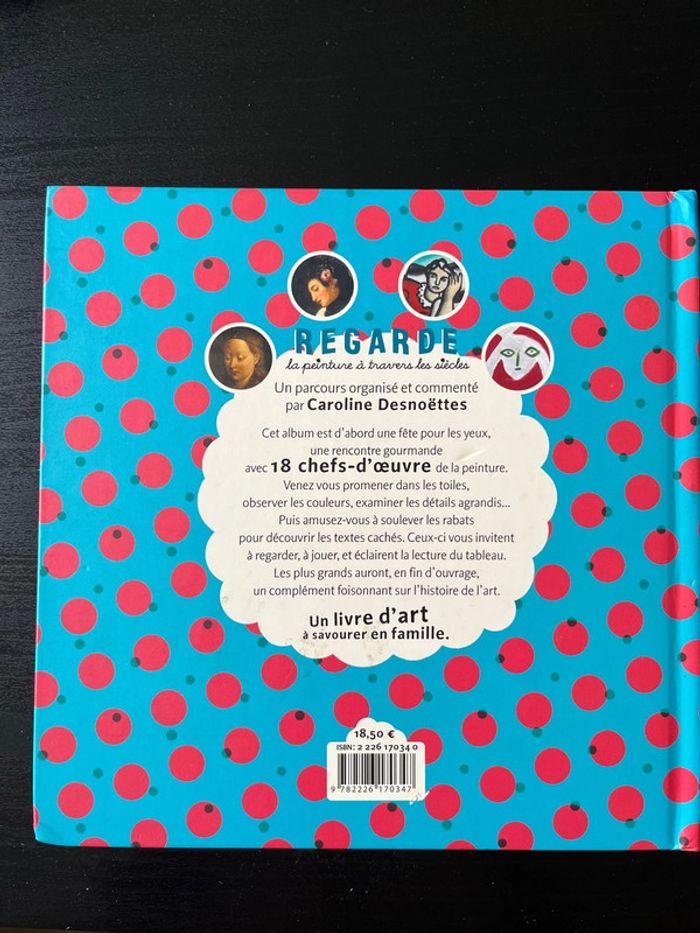 REGARDE
la peinture à travers les siècles
Un parcours organisé et commenté
par Caroline Desnoëttes
Cet album est d'abord une fête pour les yeux,
une rencontre gourmande
avec 18 chefs-d'œuvre de la peinture.
Venez vous promener dans les toiles,
observer les couleurs, examiner les détails agrandis...
Puis amusez-vous à soulever les rabats
pour découvrir les textes cachés. Ceux-ci vous invitent
à regarder, à jouer, et éclairent la lecture du tableau.
Les plus grands auront, en fin d'ouvrage,
un complément foisonnant sur l'histoire de l'art.
Un livre d'art
à savourer en famille.
18,50 €
ISBN: 2 226 17034 0
9 782226 170347